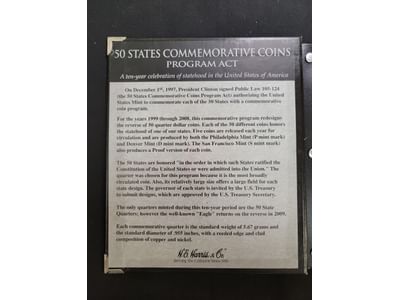 50 STATES COMMEMORATIVE COINS
PROGRAM ACT
A ten-year celebration of statehood in the United States of America
On December 1st, 1997, President Clinton signed Public Law 105-124
(the 50 States Commemorative Coins Program Act) authorizing the United
States Mint to commemorate each of the 50 States with a commemorative
coin program.
For the years 1999 through 2008, this commemorative program redesigns
the reverse of 50 quarter dollar coins. Each of the 50 different coins honors
the statehood of one of our states. Five coins are released each year for
circulation and are produced by both the Philadelphia Mint (P mint mark)
and Denver Mint (D mint mark). The San Francisco Mint (S mint mark)
also produces a Proof version of each coin.
The 50 States are honored "in the order in which such States ratified the
Constitution of the United States or were admitted into the Union." The
quarter was chosen for this program because it is the most broadly
circulated coin. Also, its relatively large size offers a large field for each
state design. The governor of each state is invited by the U.S. Treasury
to submit designs, which are approved by the U.S. Treasury Secretary.
The only quarters minted during this ten-year period are the 50 State
Quarters; however the well-known "Eagle" returns on the reverse in 2009.
Each commemorative quarter is the standard weight of 5.67 grams and
the standard diameter of .955 inches, with a reeded edge and clad
composition of copper and nickel.
H.E. Harris & Co.
Serving the Collector Since 1916